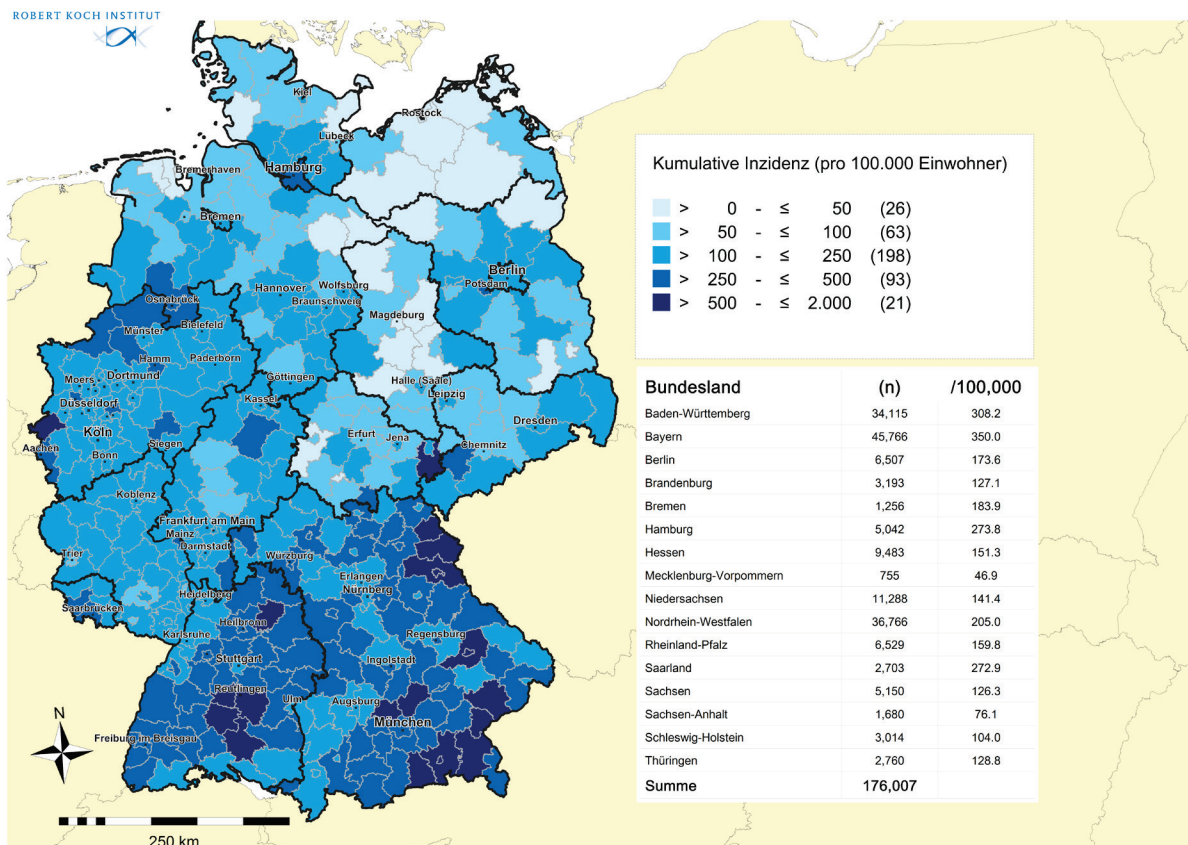 ROBERT KOCH INSTITUT
Kiel
Rostock
Lübeck
Hamburg
Bremerhaven
Bremen
Berlin
Potsdam
Wolfsburg
Hannover
Braunschweig
Osnabrück
Magdeburg
Bielefeld
Münster
Hamm
Paderborn
Moers
Dortmund
Göttingen
Halle (Saale)
Leipzig
Kassel
Düsseldorf
Dresden
Köln
Erfurt
Jena
Siegen
Chemnitz
Aachen
Bonn
Koblenz
Frankfurt am Main
Mainz
Darmstadt
Würzburg
Trier
Erlangen
Nürnberg
Heidelberg
Saarbrücken
Heilbronn
Karlsruhe
Regensburg
Stuttgart
Ingolstadt
Reutlingen
Ulm
Augsburg
München
Freiburg im Breisgau
N
250 km
Kumulative Inzidenz (pro 100.000 Einwohner)
> 0 - ≤ 50 (26)
> 50 - ≤ 100 (63)
> 100 - ≤ 250 (198)
> 250 - ≤ 500 (93)
> 500 - ≤ 2.000 (21)
Bundesland (n) /100,000
Baden-Württemberg 34,115 308.2
Bayern 45,766 350.0
Berlin 6,507 173.6
Brandenburg 3,193 127.1
Bremen 1,256 183.9
Hamburg 5,042 273.8
Hessen 9,483 151.3
Mecklenburg-Vorpommern 755 46.9
Niedersachsen 11,288 141.4
Nordrhein-Westfalen 36,766 205.0
Rheinland-Pfalz 6,529 159.8
Saarland 2,703 272.9
Sachsen 5,150 126.3
Sachsen-Anhalt 1,680 76.1
Schleswig-Holstein 3,014 104.0
Thüringen 2,760 128.8
Summe 176,007